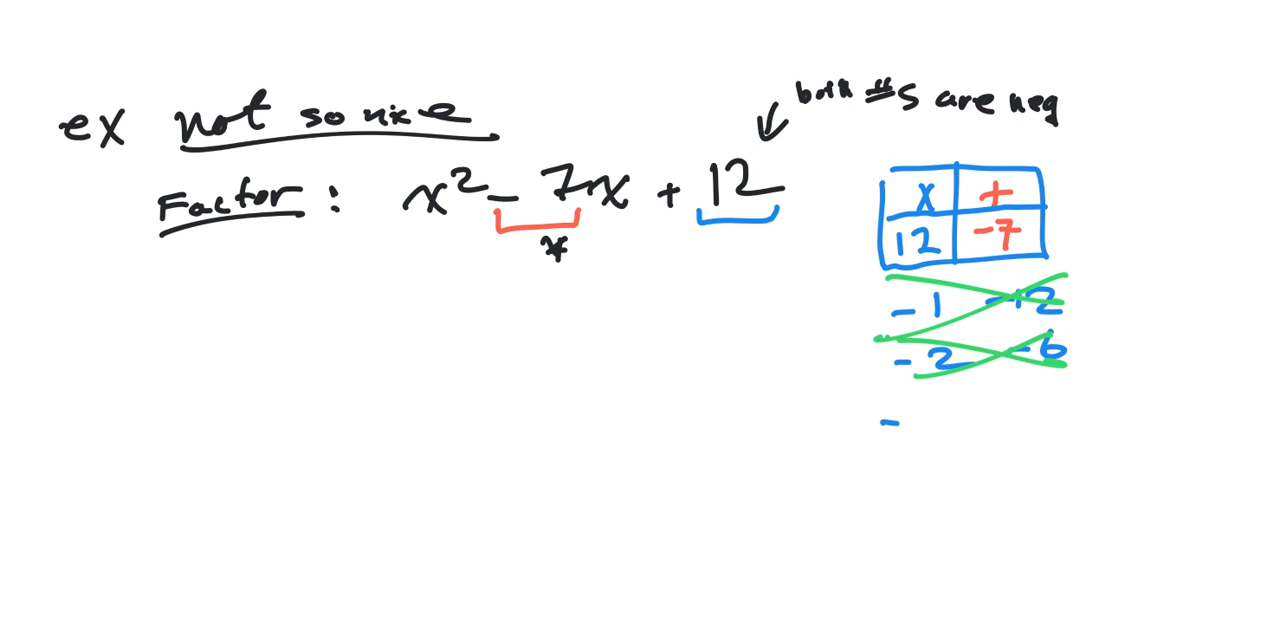 both #s are neg
ex not so nice
Factor: x² - 7x + 12
*
x +
12 -7
-1 -12
-2 -6
-